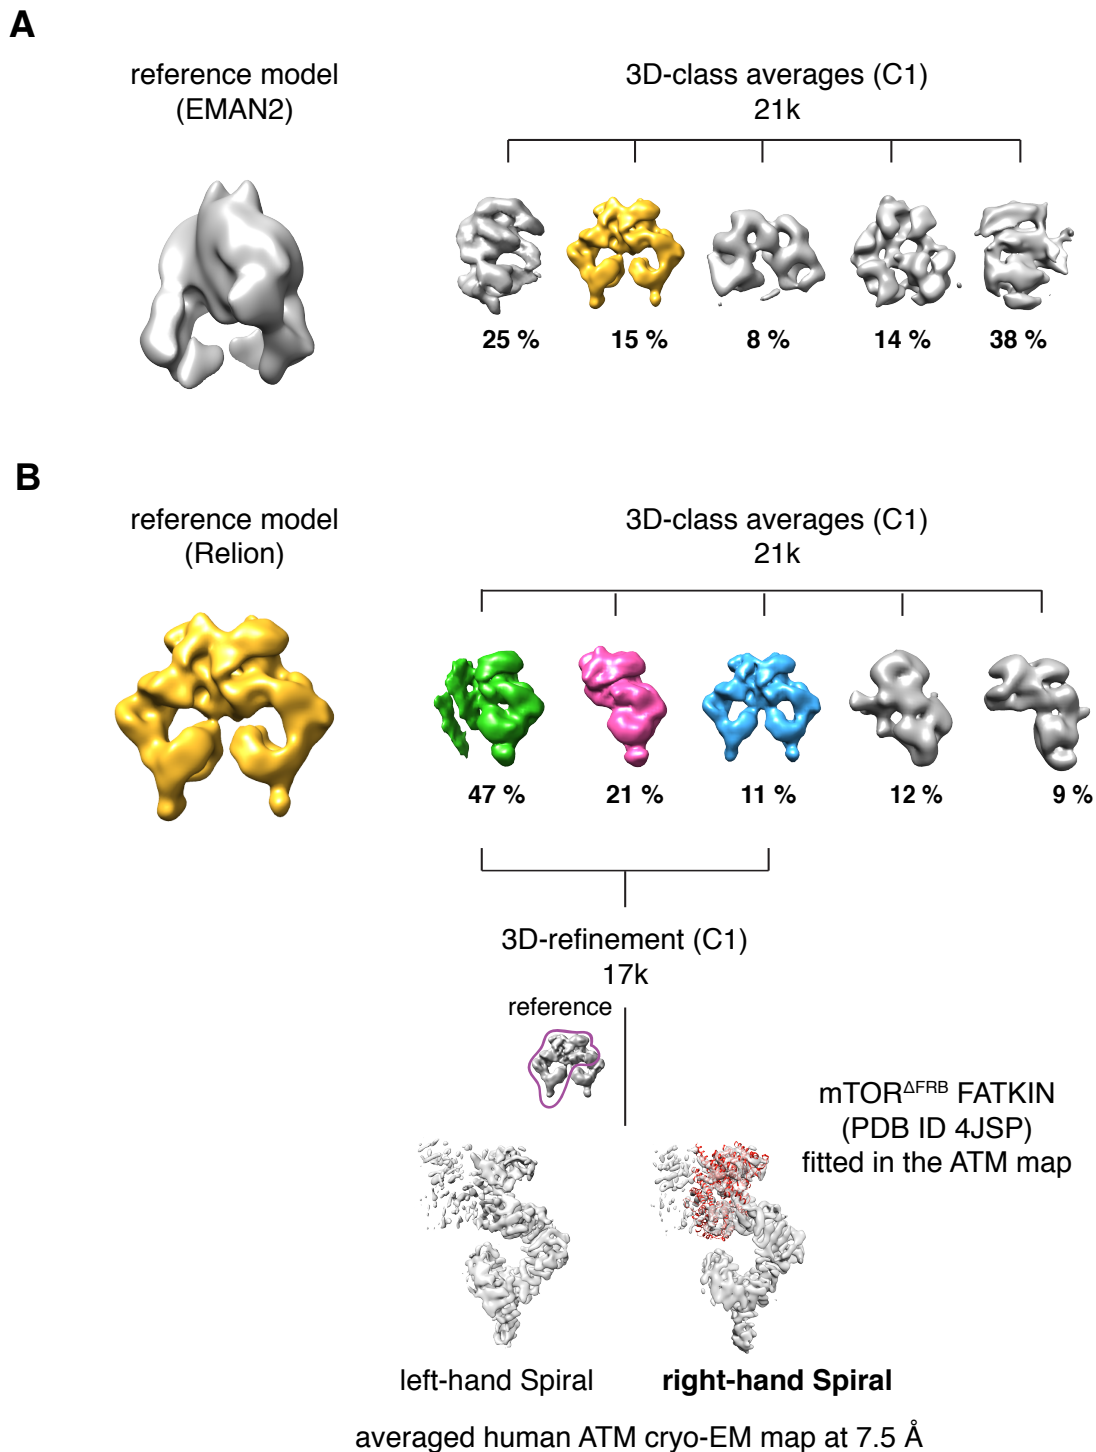 A
reference model
(EMAN2)
3D-class averages (C1)
21k
25 %
15 %
8 %
14 %
38 %
B
reference model
(Relion)
3D-class averages (C1)
21k
47 %
21 %
11 %
12 %
9 %
3D-refinement (C1)
17k
reference
mTORΔFRB FATKIN
(PDB ID 4JSP)
fitted in the ATM map
left-hand Spiral
right-hand Spiral
averaged human ATM cryo-EM map at 7.5 Å